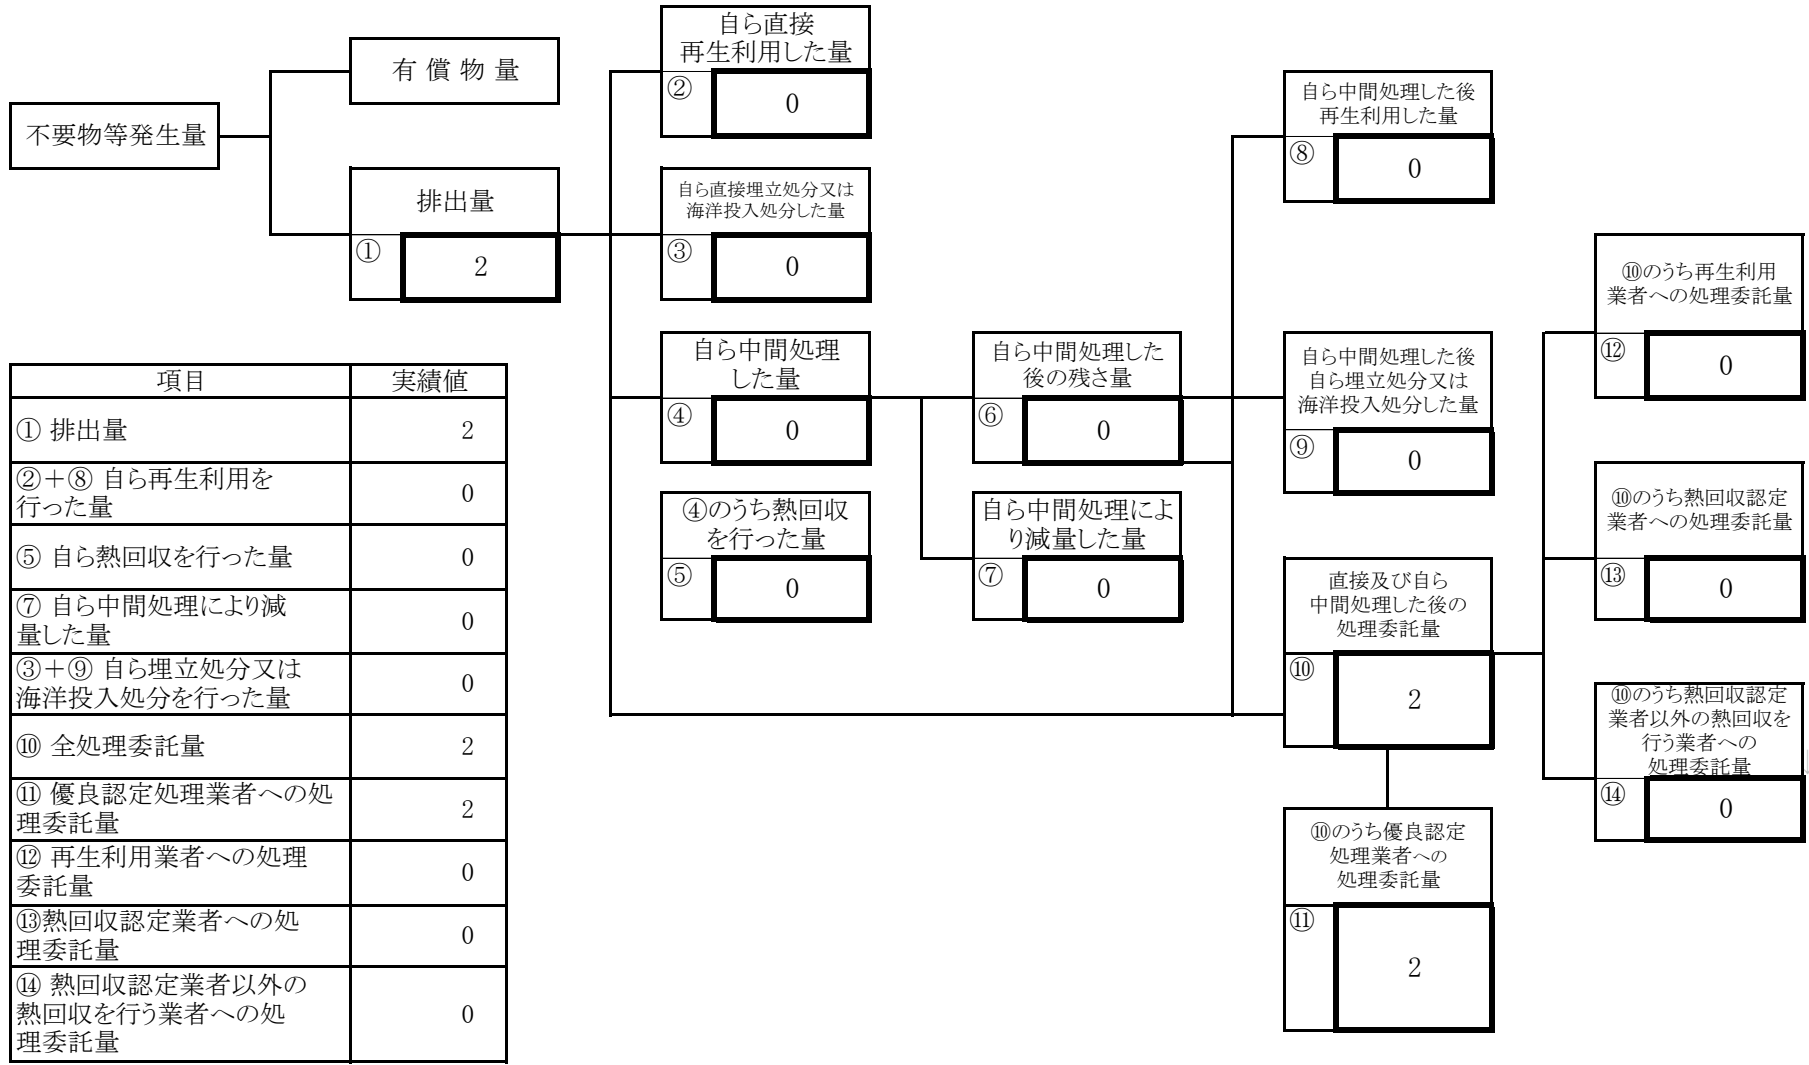 不要物等発生量
有 償 物 量
排出量
①
2
自ら直接
再生利用した量
②
0
自ら直接埋立処分又は
海洋投入処分した量
③
0
自ら中間処理
した量
④
0
④のうち熱回収
を行った量
⑤
0
自ら中間処理した
後の残さ量
⑥
0
自ら中間処理によ
り減量した量
⑦
0
自ら中間処理した後
再生利用した量
⑧
0
自ら中間処理した後
自ら埋立処分又は
海洋投入処分した量
⑨
0
直接及び自ら
中間処理した後の
処理委託量
⑩
2
⑩のうち優良認定
処理業者への
処理委託量
⑪
2
⑩のうち再生利用
業者への処理委託量
⑫
0
⑩のうち熱回収認定
業者への処理委託量
⑬
0
⑩のうち熱回収認定
業者以外の熱回収を
行う業者への
処理委託量
⑭
0
項目 実績値
① 排出量 2
②＋⑧ 自ら再生利用を
行った量 0
⑤ 自ら熱回収を行った量 0
⑦ 自ら中間処理により減
量した量 0
③＋⑨ 自ら埋立処分又は
海洋投入処分を行った量 0
⑩ 全処理委託量 2
⑪ 優良認定処理業者への処
理委託量 2
⑫ 再生利用業者への処理
委託量 0
⑬熱回収認定業者への処
理委託量 0
⑭ 熱回収認定業者以外の
熱回収を行う業者への処
理委託量 0